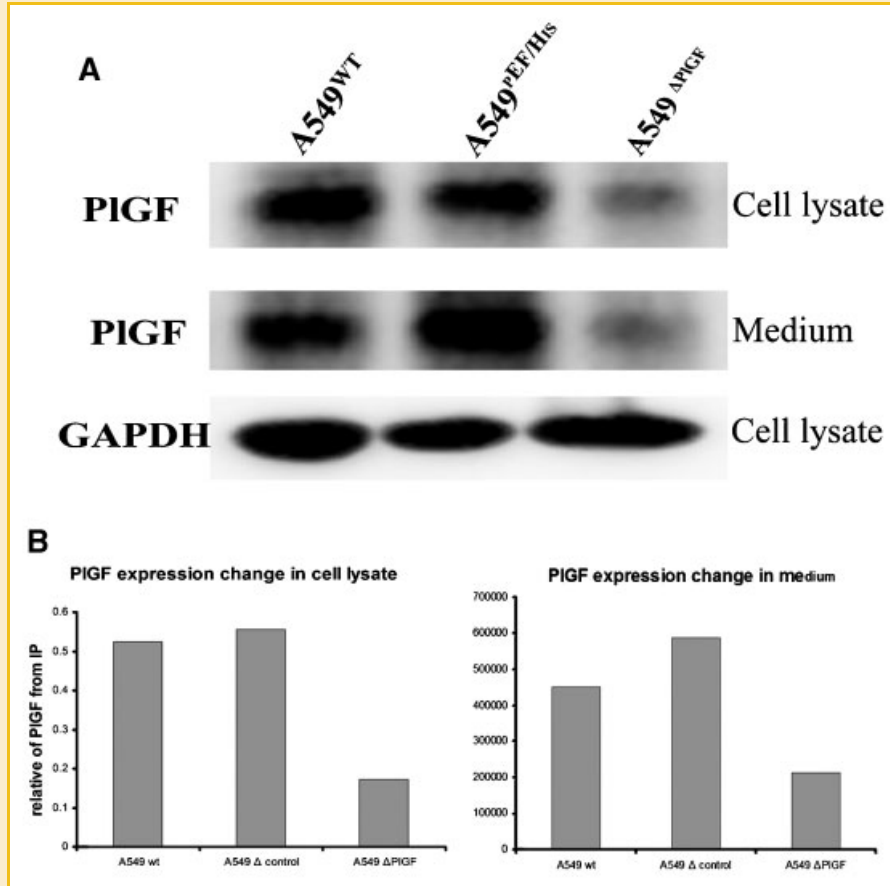 A
A549WT
A549pEF/His
A549 ΔPlGF
PlGF
Cell lysate
PlGF
Medium
GAPDH
Cell lysate
B
PlGF expression change in cell lysate
relative of PlGF from IP
0.6
0.5
0.4
0.3
0.2
0.1
0
A549 wt
A549 Δ control
A549 ΔPlGF
PlGF expression change in medium
700000
600000
500000
400000
300000
200000
100000
0
A549 wt
A549 Δ control
A549 ΔPlGF